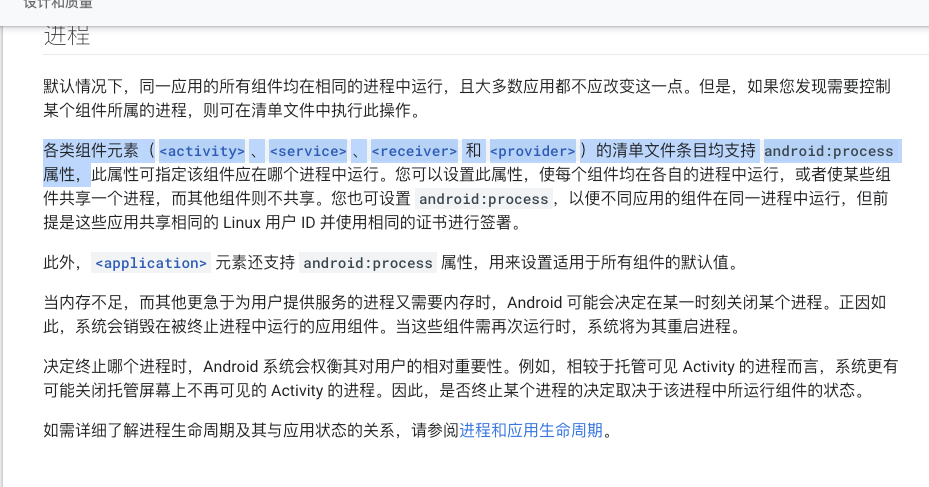 设计和质量
进程
默认情况下，同一应用的所有组件均在相同的进程中运行，且大多数应用都不应改变这一点。但是，如果您发现需要控制
某个组件所属的进程，则可在清单文件中执行此操作。
各类组件元素（ <activity> 、 <service> 、 <receiver> 和 <provider> ）的清单文件条目均支持 android:process
属性，此属性可指定该组件应在哪个进程中运行。您可以设置此属性，使每个组件均在各自的进程中运行，或者使某些组
件共享一个进程，而其他组件则不共享。您也可设置 android:process ，以便不同应用的组件在同一进程中运行，但前
提是这些应用共享相同的 Linux 用户 ID 并使用相同的证书进行签署。
此外， <application> 元素还支持 android:process 属性，用来设置适用于所有组件的默认值。
当内存不足，而其他更急于为用户提供服务的进程又需要内存时，Android 可能会决定在某一时刻关闭某个进程。正因如
此，系统会销毁在被终止进程中运行的应用组件。当这些组件需再次运行时，系统将为其重启进程。
决定终止哪个进程时，Android 系统会权衡其对用户的相对重要性。例如，相较于托管可见 Activity 的进程而言，系统更有
可能关闭托管屏幕上不再可见的 Activity 的进程。因此，是否终止某个进程的决定取决于该进程中所运行组件的状态。
如需详细了解进程生命周期及其与应用状态的关系，请参阅进程和应用生命周期。